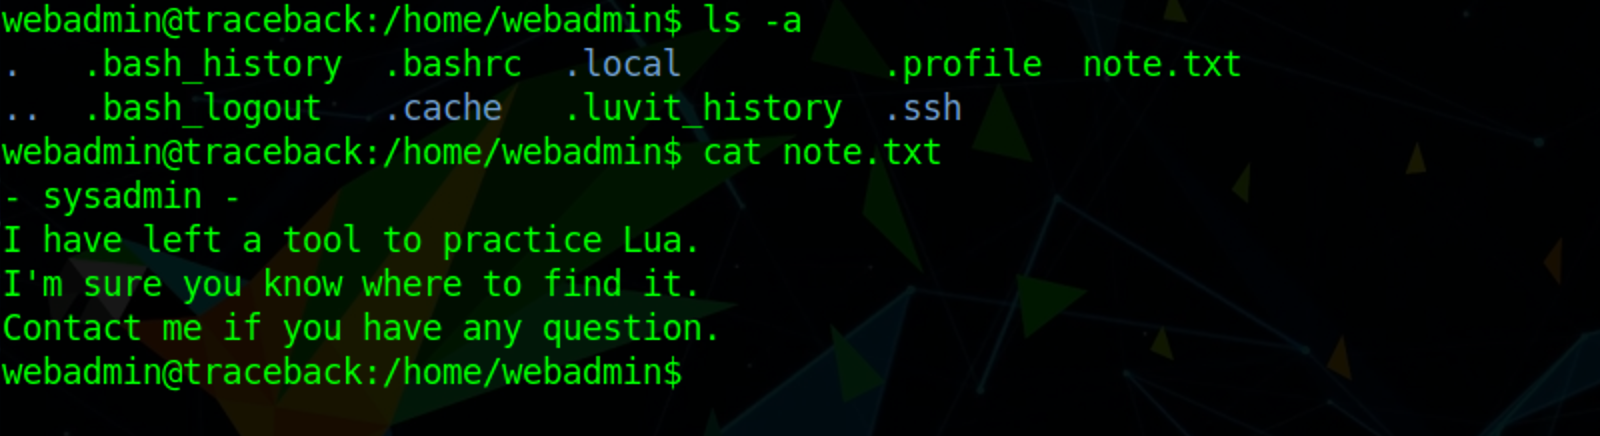 webadmin@traceback:/home/webadmin$ ls -a
.   .bash_history  .bashrc  .local          .profile  note.txt
..  .bash_logout   .cache   .luvit_history  .ssh
webadmin@traceback:/home/webadmin$ cat note.txt
- sysadmin -
I have left a tool to practice Lua.
I'm sure you know where to find it.
Contact me if you have any question.
webadmin@traceback:/home/webadmin$